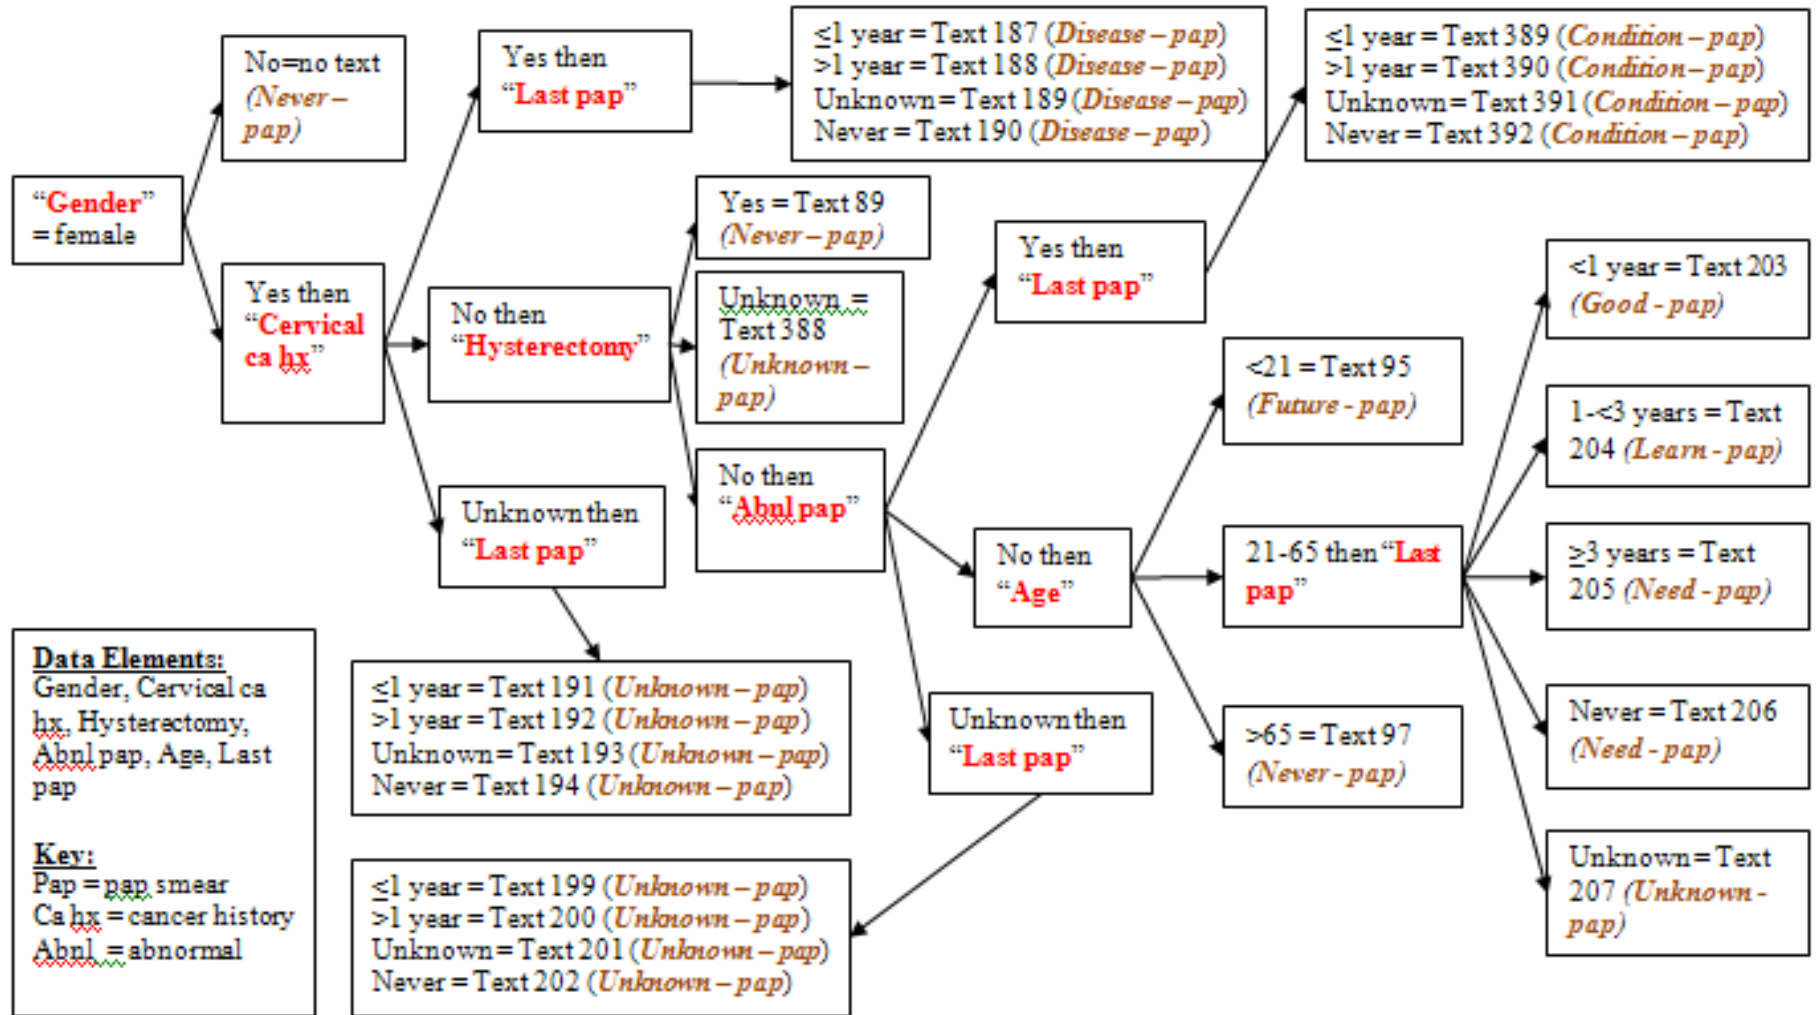 “Gender”
= female
No=no text
(Never –
pap)
Yes then
“Cervical
ca hx”
Yes then
“Last pap”
No then
“Hysterectomy”
Unknown then
“Last pap”
≤1 year = Text 187 (Disease – pap)
>1 year = Text 188 (Disease – pap)
Unknown = Text 189 (Disease – pap)
Never = Text 190 (Disease – pap)
Yes = Text 89
(Never – pap)
Unknown =
Text 388
(Unknown –
pap)
No then
“Abnl pap”
≤1 year = Text 191 (Unknown – pap)
>1 year = Text 192 (Unknown – pap)
Unknown = Text 193 (Unknown – pap)
Never = Text 194 (Unknown – pap)
Yes then
“Last pap”
No then
“Age”
Unknown then
“Last pap”
≤1 year = Text 389 (Condition – pap)
>1 year = Text 390 (Condition – pap)
Unknown = Text 391 (Condition – pap)
Never = Text 392 (Condition – pap)
<21 = Text 95
(Future - pap)
21-65 then “Last
pap”
>65 = Text 97
(Never - pap)
≤1 year = Text 199 (Unknown – pap)
>1 year = Text 200 (Unknown – pap)
Unknown = Text 201 (Unknown – pap)
Never = Text 202 (Unknown – pap)
<1 year = Text 203
(Good - pap)
1-<3 years = Text
204 (Learn - pap)
≥3 years = Text
205 (Need - pap)
Never = Text 206
(Need - pap)
Unknown = Text
207 (Unknown -
pap)
Data Elements:
Gender, Cervical ca
hx, Hysterectomy,
Abnl pap, Age, Last
pap
Key:
Pap = pap smear
Ca hx = cancer history
Abnl = abnormal